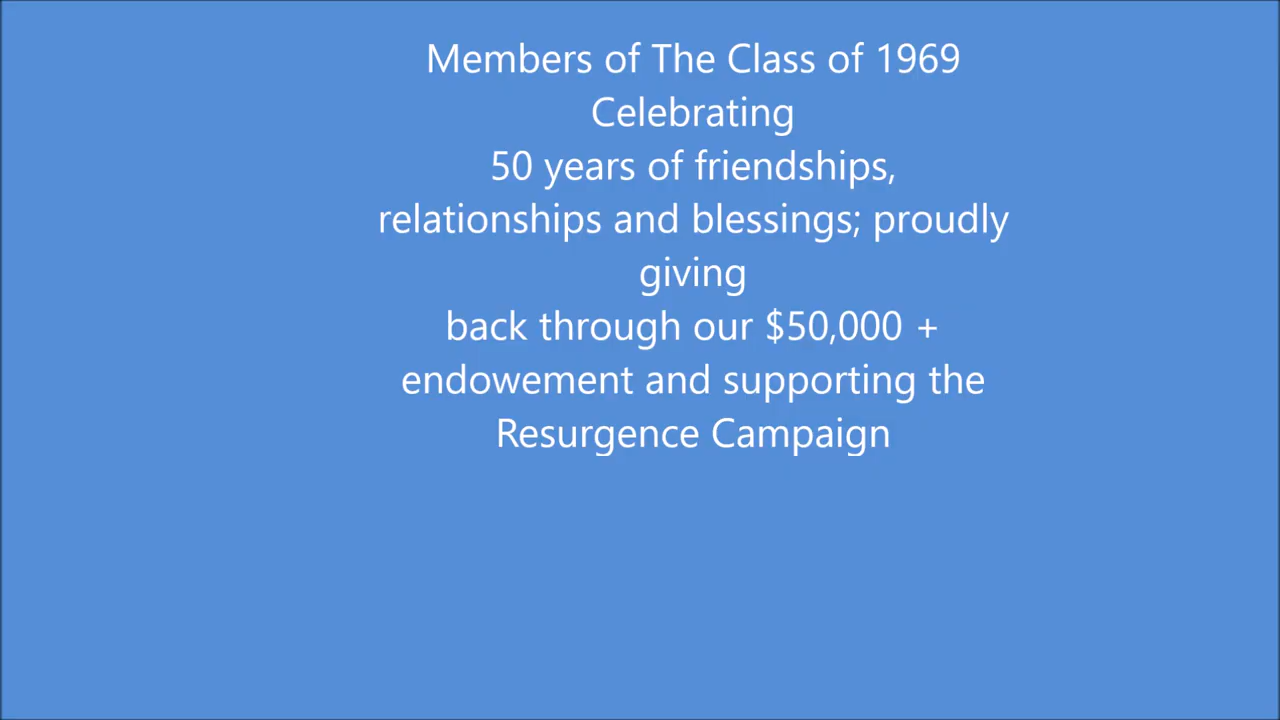 Members of The Class of 1969
Celebrating
50 years of friendships,
relationships and blessings; proudly
giving
back through our $50,000 +
endowement and supporting the
Resurgence Campaign